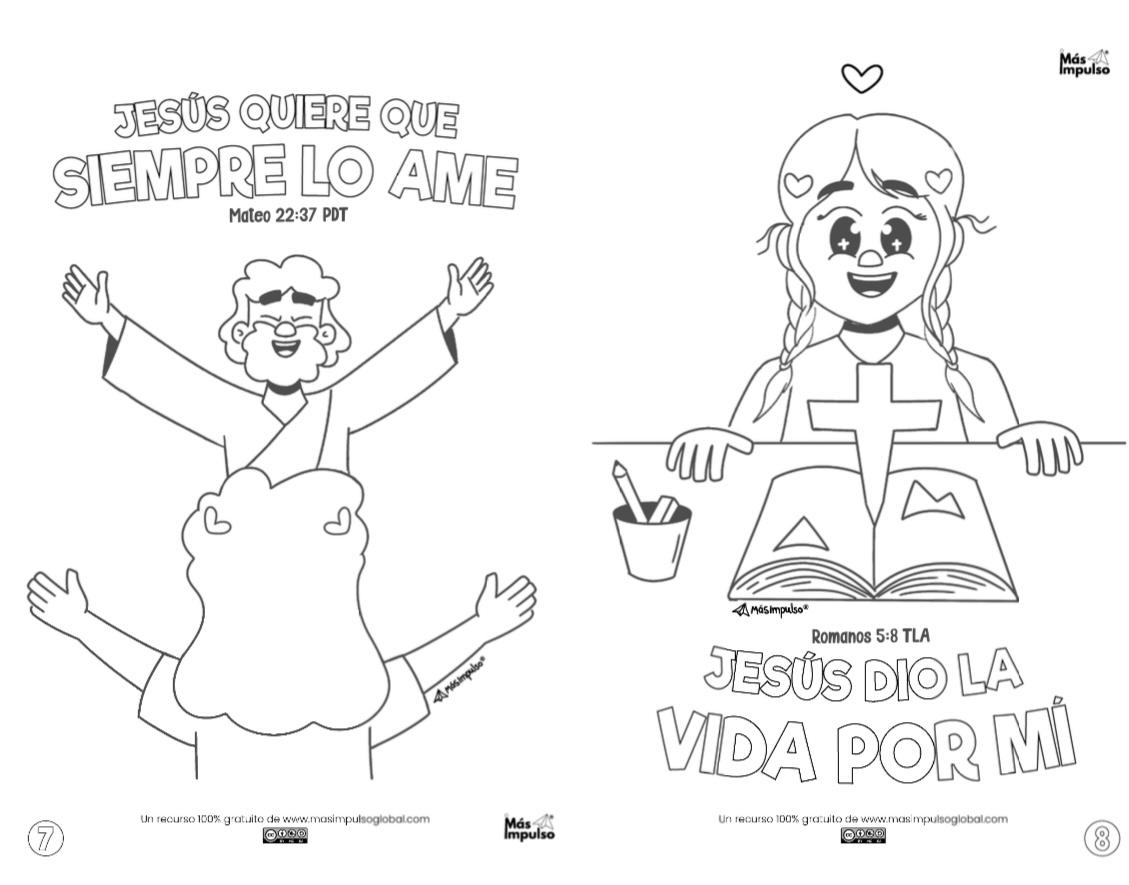 JESÚS QUIERE QUE
SIEMPRE LO AME
Mateo 22:37 PDT
MásImpulso®
Un recurso 100% gratuito de www.masimpulsoglobal.com
Más
Impulso
7
Más
Impulso
MásImpulso®
Romanos 5:8 TLA
JESÚS DIO LA
VIDA POR MÍ
Un recurso 100% gratuito de www.masimpulsoglobal.com
8